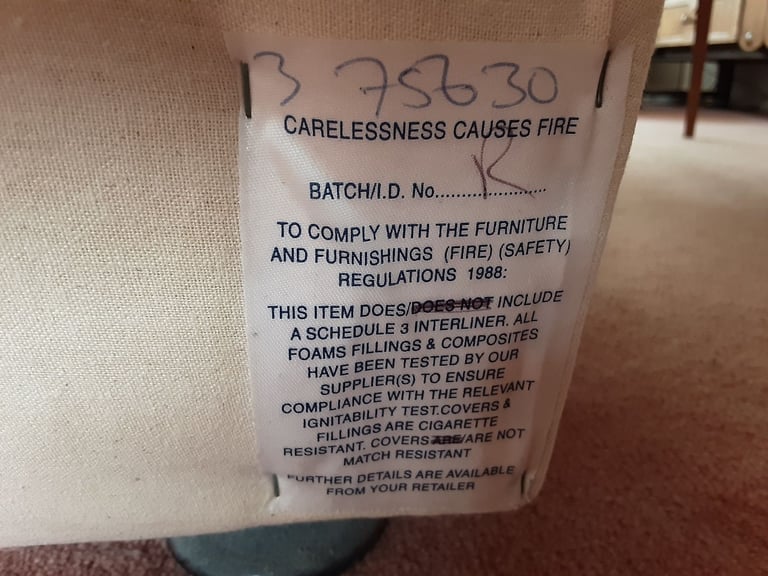 3 75630
CARELESSNESS CAUSES FIRE
BATCH/I.D. No.....R.....
TO COMPLY WITH THE FURNITURE
AND FURNISHINGS (FIRE) (SAFETY)
REGULATIONS 1988:
THIS ITEM DOES/DOES NOT INCLUDE
A SCHEDULE 3 INTERLINER. ALL
FOAMS FILLINGS & COMPOSITES
HAVE BEEN TESTED BY OUR
SUPPLIER(S) TO ENSURE
COMPLIANCE WITH THE RELEVANT
IGNITABILITY TEST.COVERS &
FILLINGS ARE CIGARETTE
RESISTANT. COVERS ARE/ARE NOT
MATCH RESISTANT
FURTHER DETAILS ARE AVAILABLE
FROM YOUR RETAILER